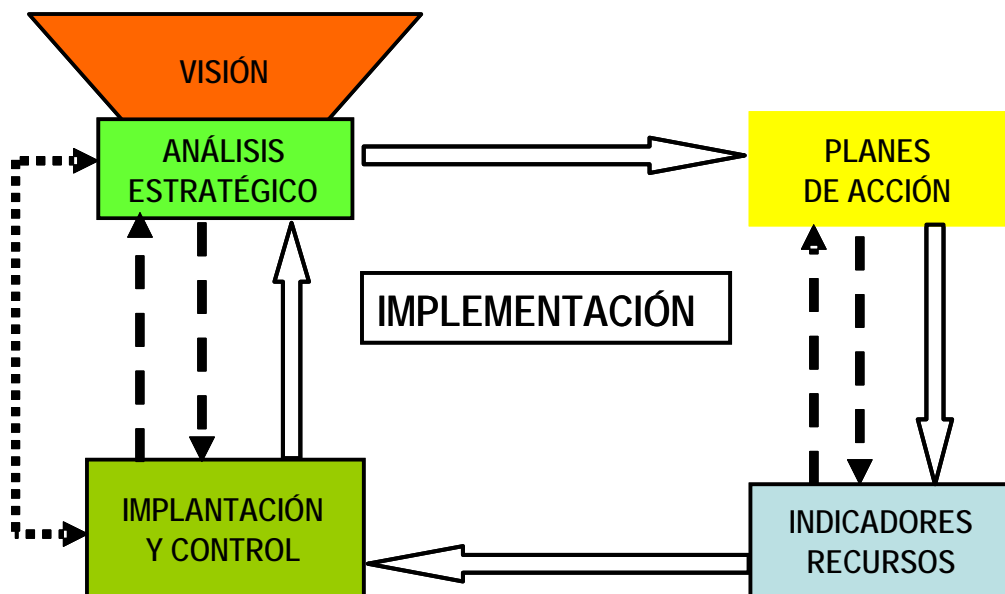 VISIÓN
ANÁLISIS
ESTRATÉGICO
PLANES
DE ACCIÓN
IMPLEMENTACIÓN
IMPLANTACIÓN
Y CONTROL
INDICADORES
RECURSOS